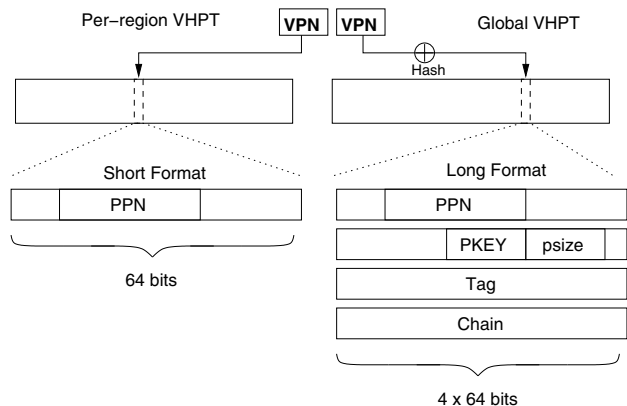 Per-region VHPT
VPN
VPN
Global VHPT
Hash
Short Format
PPN
64 bits
Long Format
PPN
PKEY
psize
Tag
Chain
4 x 64 bits